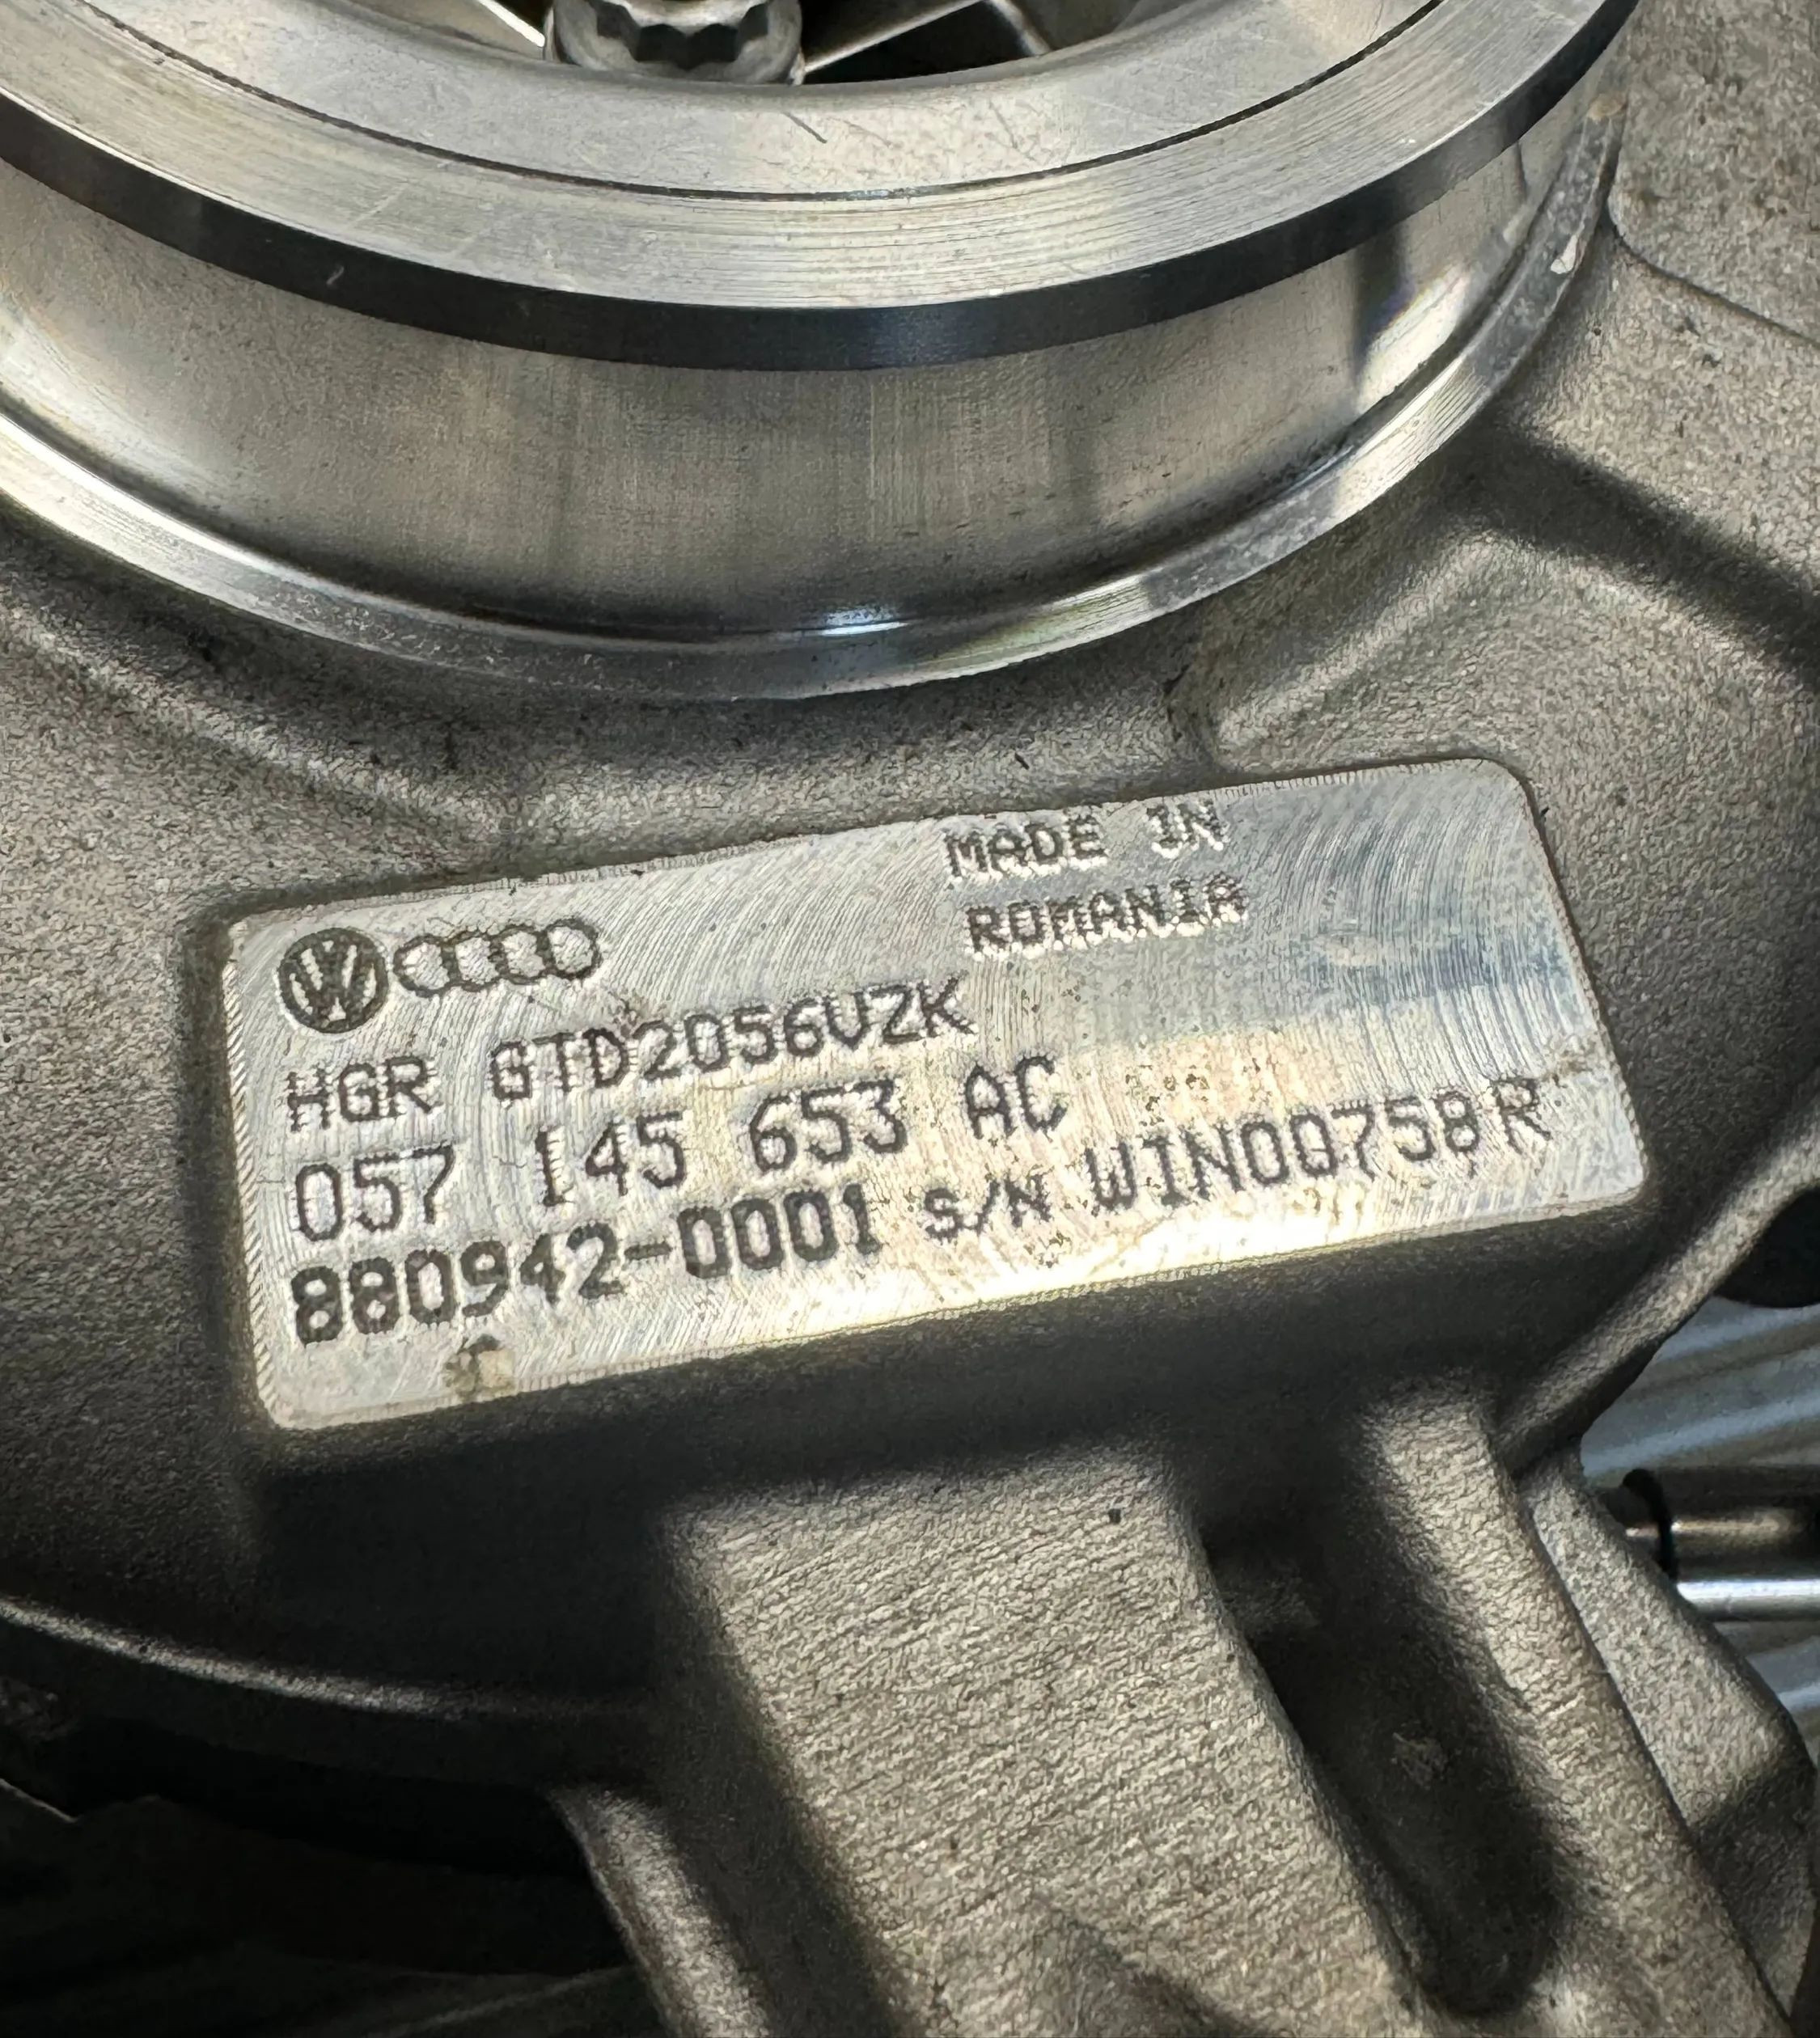 MADE IN
ROMANIA
HGR GTD2056VZK
057 145 653 AC
880942-0001 S/N WIN00758R